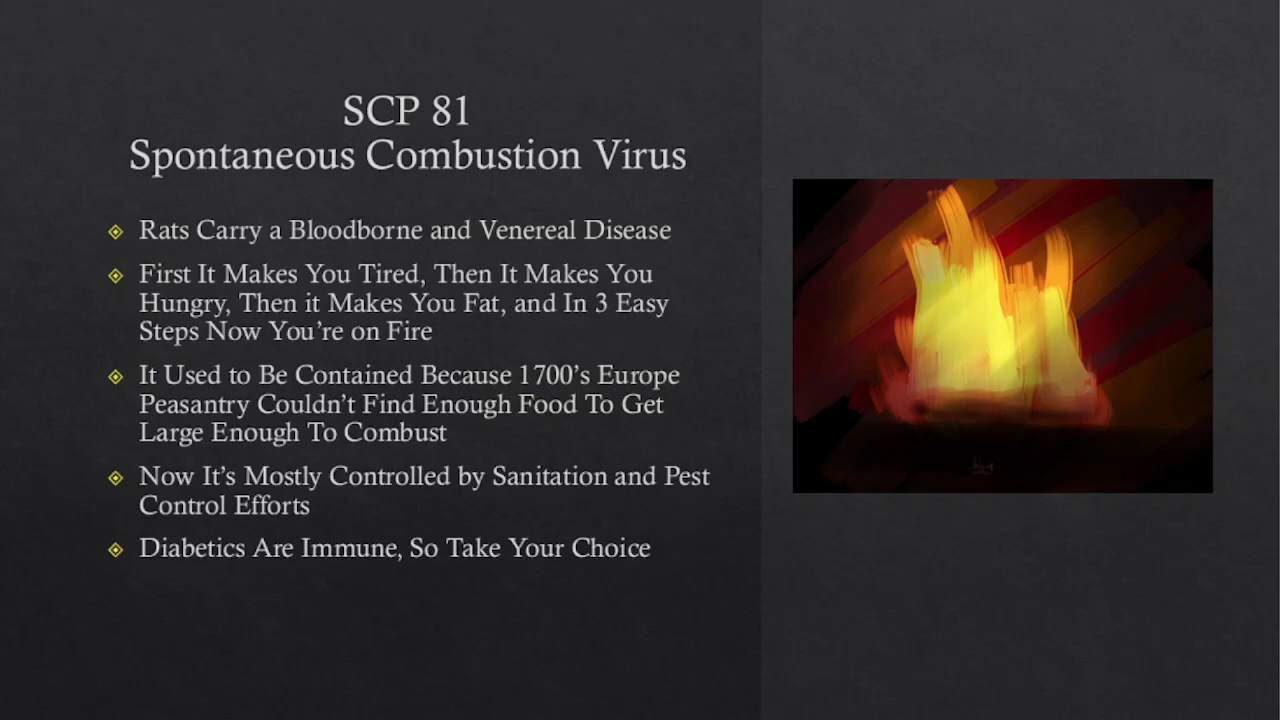 SCP 81
Spontaneous Combustion Virus
Rats Carry a Bloodborne and Venereal Disease
First It Makes You Tired, Then It Makes You
Hungry, Then it Makes You Fat, and In 3 Easy
Steps Now You’re on Fire
It Used to Be Contained Because 1700’s Europe
Peasantry Couldn’t Find Enough Food To Get
Large Enough To Combust
Now It’s Mostly Controlled by Sanitation and Pest
Control Efforts
Diabetics Are Immune, So Take Your Choice